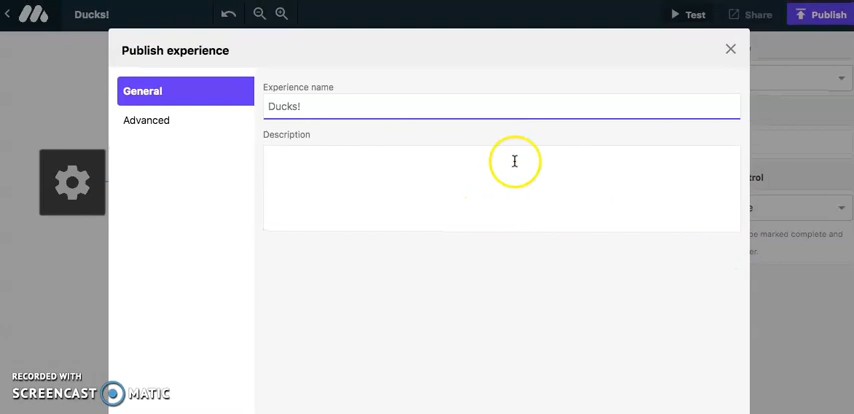 Ducks!
Test
Share
Publish
Publish experience
General
Advanced
Experience name
Ducks!
Description
trol
e
be marked complete and
er.
RECORDED WITH
SCREENCAST MATIC